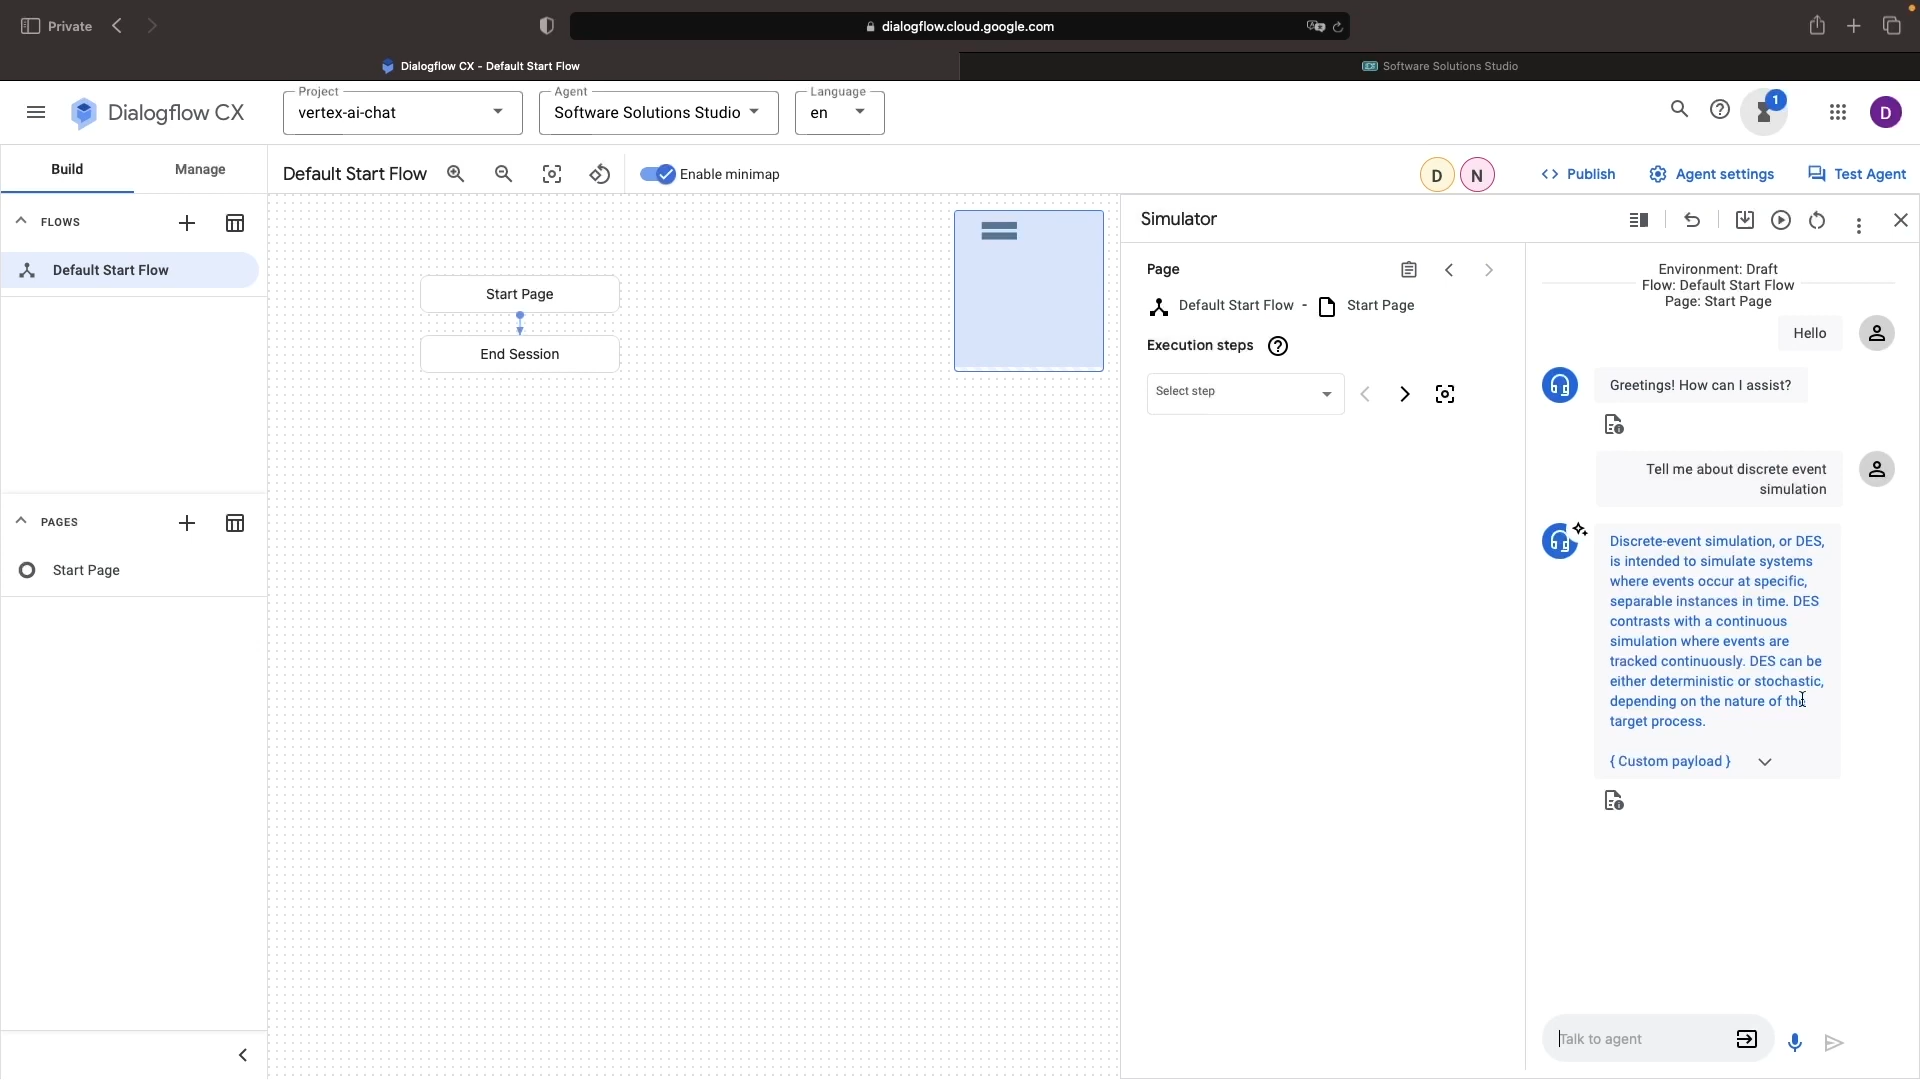 Private
dialogflow.cloud.google.com
Dialogflow CX - Default Start Flow
Software Solutions Studio
Dialogflow CX
Project
vertex-ai-chat
Agent
Software Solutions Studio
Language
en
1
D
Build
Manage
Default Start Flow
Enable minimap
D
N
Publish
Agent settings
Test Agent
FLOWS
Default Start Flow
PAGES
Start Page
Start Page
End Session
Simulator
Page
Default Start Flow - Start Page
Execution steps
Select step
Environment: Draft
Flow: Default Start Flow
Page: Start Page
Hello
Greetings! How can I assist?
Tell me about discrete event
simulation
Discrete-event simulation, or DES,
is intended to simulate systems
where events occur at specific,
separable instances in time. DES
contrasts with a continuous
simulation where events are
tracked continuously. DES can be
either deterministic or stochastic,
depending on the nature of the
target process.
{ Custom payload }
Talk to agent